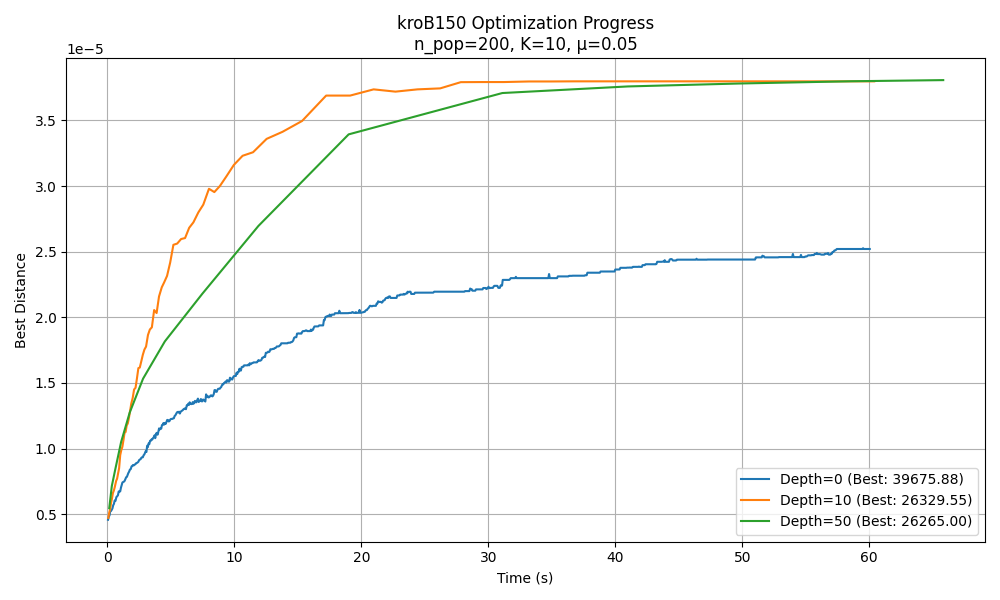 kroB150 Optimization Progress
n_pop=200, K=10, μ=0.05
1e−5
3.5
3.0
2.5
2.0
1.5
1.0
0.5
Best Distance
0 10 20 30 40 50 60
Time (s)
Depth=0 (Best: 39675.88)
Depth=10 (Best: 26329.55)
Depth=50 (Best: 26265.00)